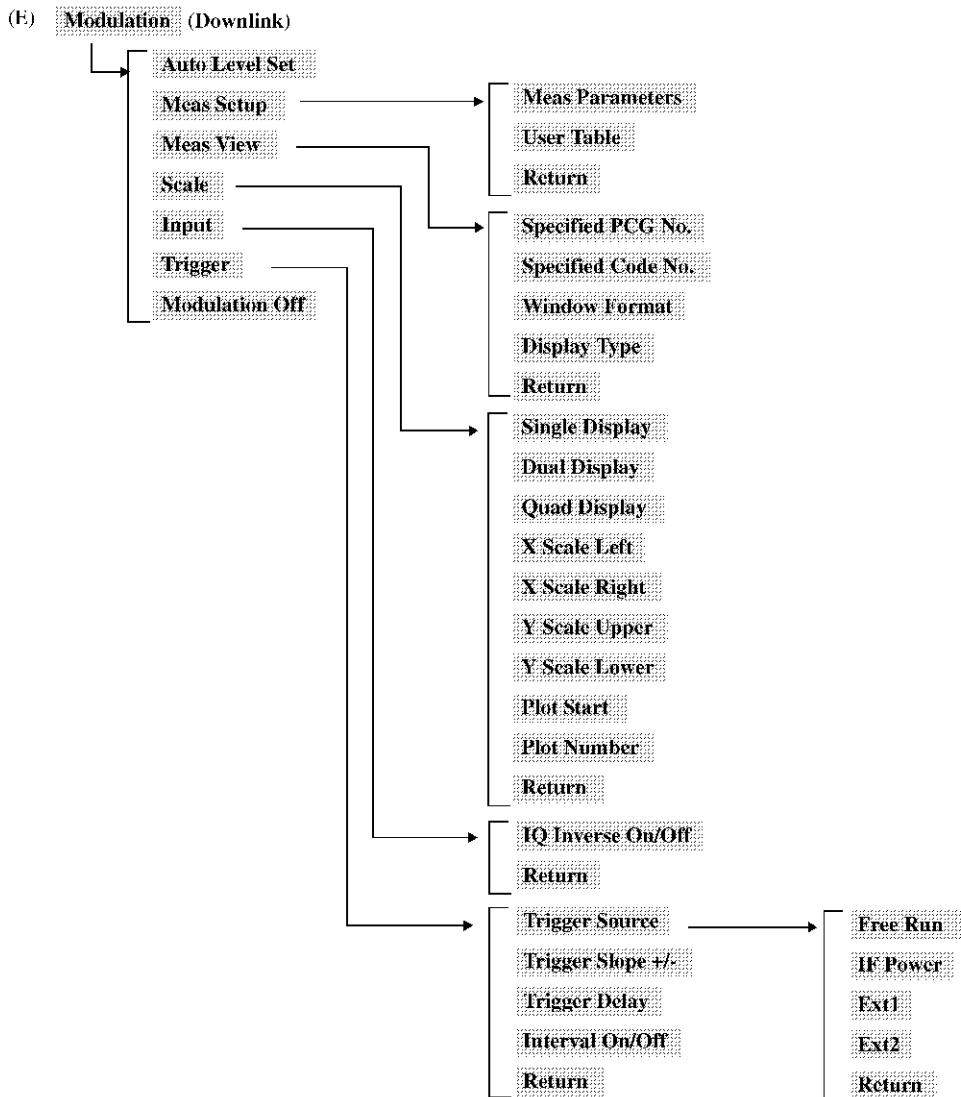 (E) Modulation (Downlink)
Auto Level Set
Meas Setup
Meas View
Scale
Input
Trigger
Modulation Off
Meas Parameters
User Table
Return
Specified PCG No.
Specified Code No.
Window Format
Display Type
Return
Single Display
Dual Display
Quad Display
X Scale Left
X Scale Right
Y Scale Upper
Y Scale Lower
Plot Start
Plot Number
Return
IQ Inverse On/Off
Return
Trigger Source
Trigger Slope +/-
Trigger Delay
Interval On/Off
Return
Free Run
IF Power
Ext1
Ext2
Return